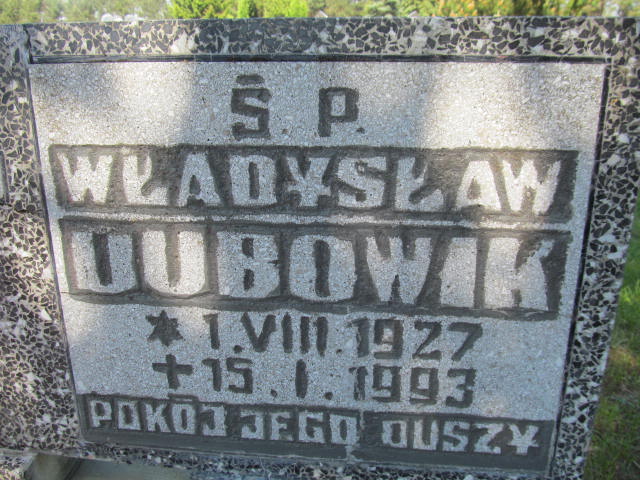 Ś. P.
WŁADYSŁAW
DUBOWIK
* 1. VIII. 1927
+ 15. I. 1993
POKÓJ JEGO DUSZY